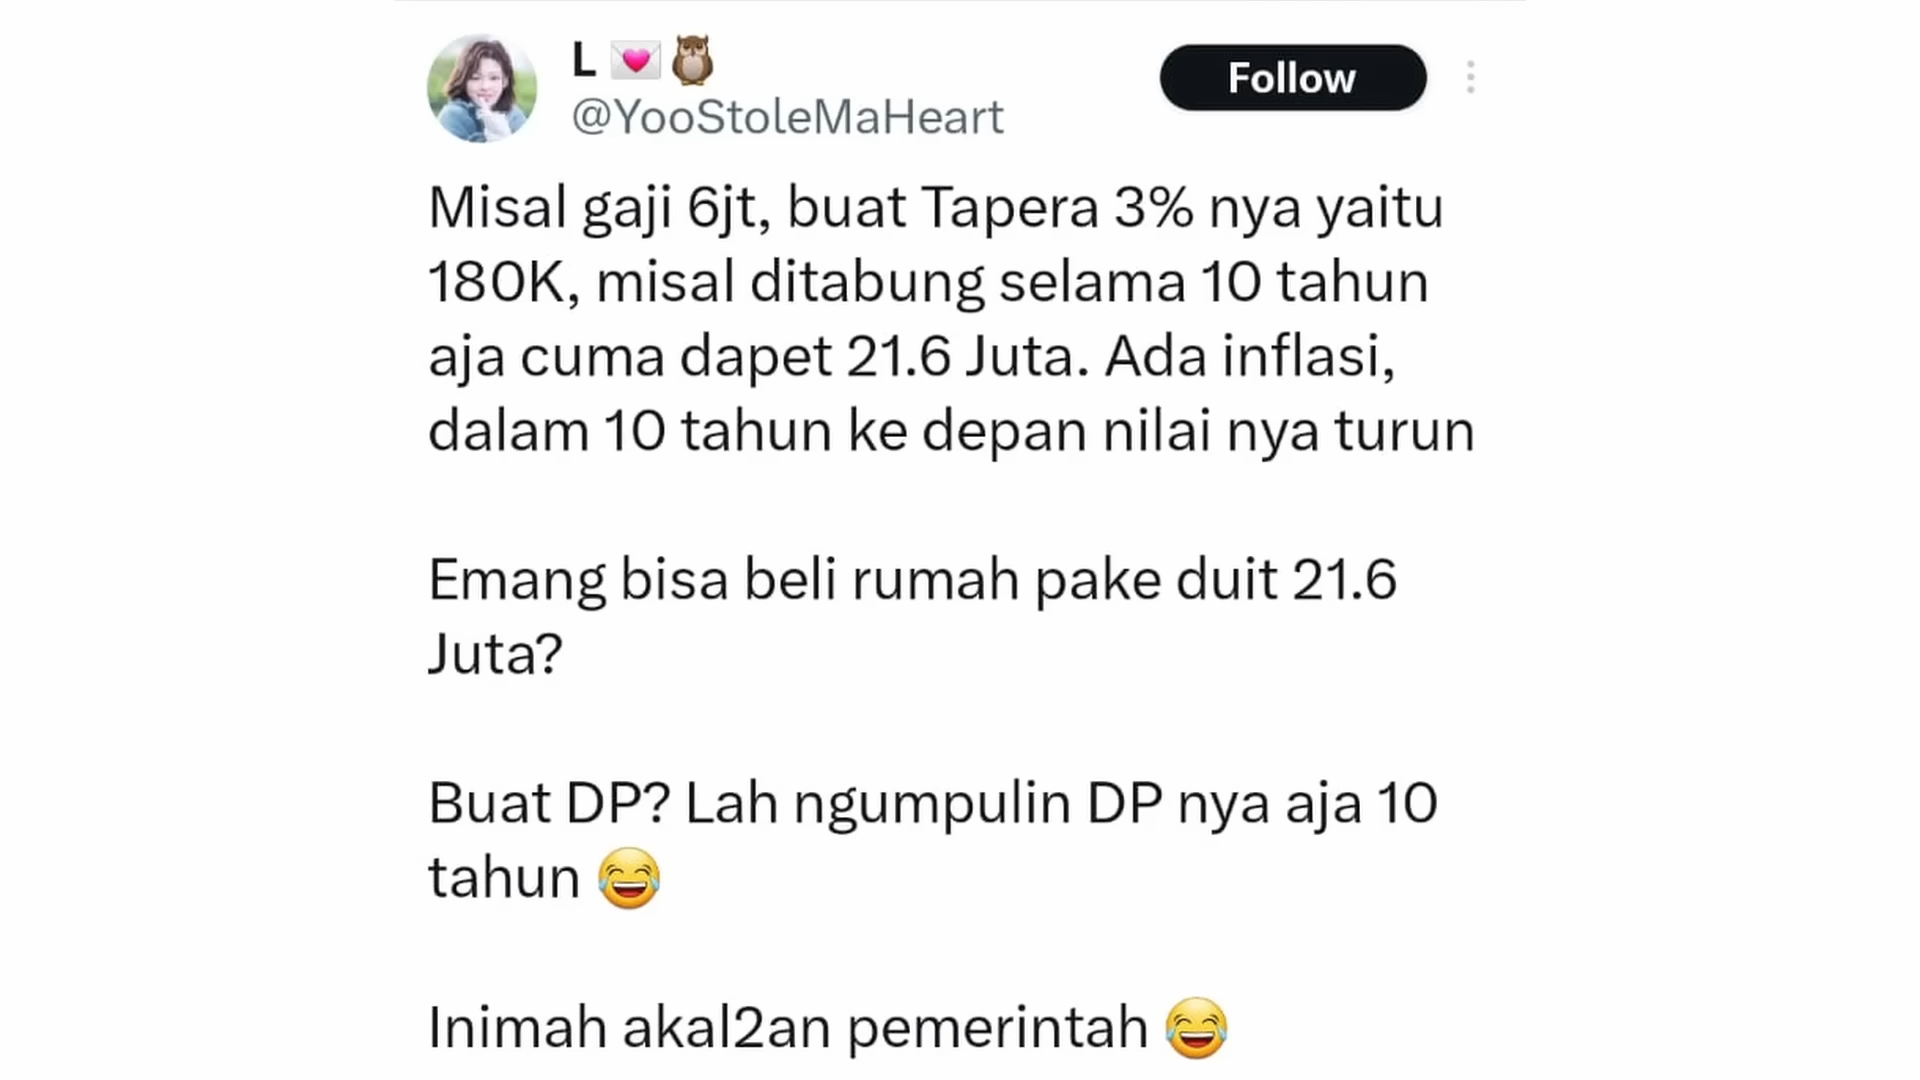 L 💌🦉
@YooStoleMaHeart
Follow
Misal gaji 6jt, buat Tapera 3% nya yaitu
180K, misal ditabung selama 10 tahun
aja cuma dapet 21.6 Juta. Ada inflasi,
dalam 10 tahun ke depan nilai nya turun
Emang bisa beli rumah pake duit 21.6
Juta?
Buat DP? Lah ngumpulin DP nya aja 10
tahun 😂
Inimah akal2an pemerintah 😂